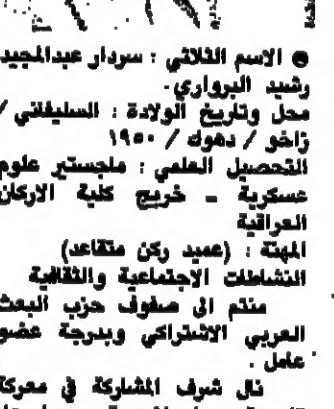 الاسم الثلاثي : سردار عبدالمجيد
رشيد البرواري.
محل وتاريخ الولادة : السليفاني /
زاخو / دهوك / ١٩٥٠
التحصيل العلمي : ماجستير علوم
عسكرية - خريج كلية الاركان
العراقية
المهنة : (عميد ركن متقاعد)
النشاطات الاجتماعية والثقافية
منتم الى صفوف حزب البعث
العربي الاشتراكي وبدرجة عضو
عامل .
نال شرف المشاركة في معركة